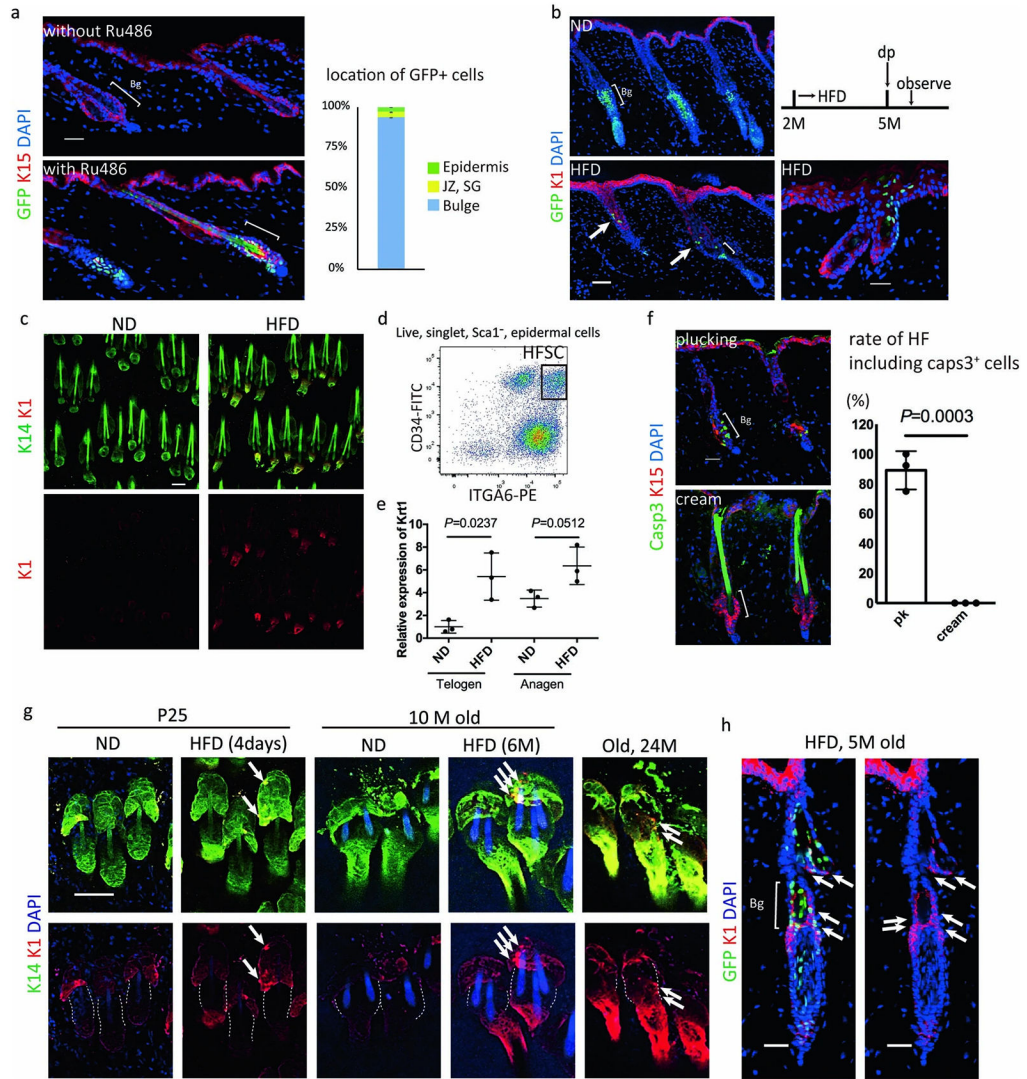 a
without Ru486
Bg
with Ru486
GFP K15 DAPI
location of GFP+ cells
100%
75%
50%
25%
0%
Epidermis
JZ, SG
Bulge
b
ND
Bg
HFD
HFD
GFP K1 DAPI
dp
observe
HFD
2M
5M
c
ND
HFD
K14 K1
K1
d
Live, singlet, Sca1⁻, epidermal cells
HFSC
CD34-FITC
ITGA6-PE
e
P=0.0237
P=0.0512
Relative expression of Krt1
10
8
6
4
2
0
ND
HFD
ND
HFD
Telogen
Anagen
f
plucking
Bg
cream
Casp3 K15 DAPI
rate of HF
including caps3⁺ cells
(%)
P=0.0003
120
100
80
60
40
20
0
pk
cream
g
P25
10 M old
ND
HFD (4days)
ND
HFD (6M)
Old, 24M
K14 K1 DAPI
h
HFD, 5M old
Bg
GFP K1 DAPI